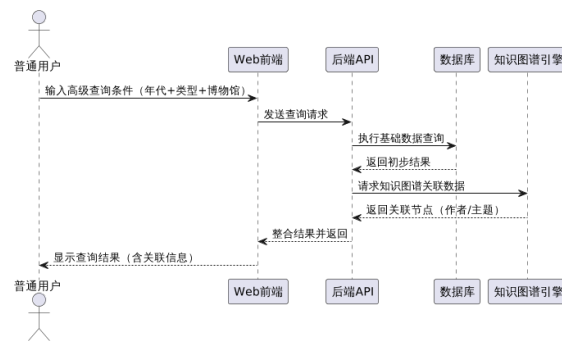 普通用户
Web前端
后端API
数据库
知识图谱引擎
输入高级查询条件（年代+类型+博物馆）
发送查询请求
执行基础数据查询
返回初步结果
请求知识图谱关联数据
返回关联节点（作者/主题）
整合结果并返回
显示查询结果（含关联信息）
普通用户
Web前端
后端API
数据库
知识图谱引擎